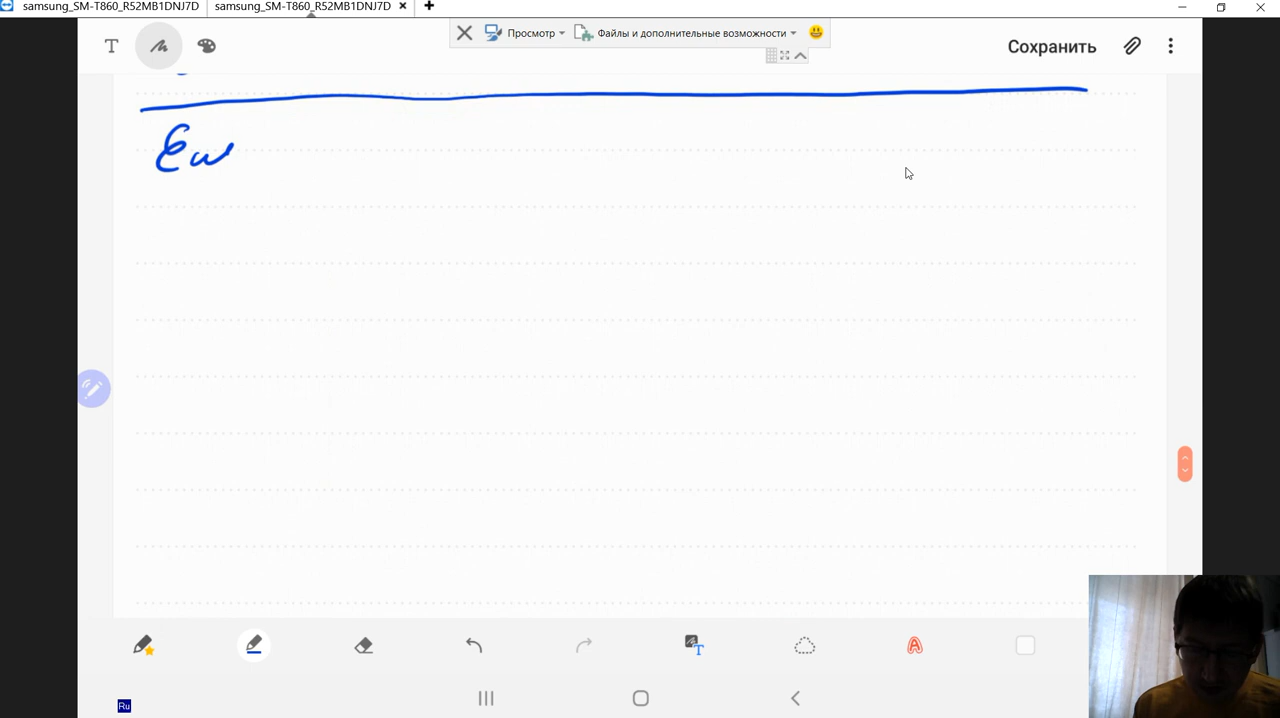 samsung_SM-T860_R52MB1DNJ7D samsung_SM-T860_R52MB1DNJ7D
Просмотр Файлы и дополнительные возможности
T Сохранить
T A
Ru